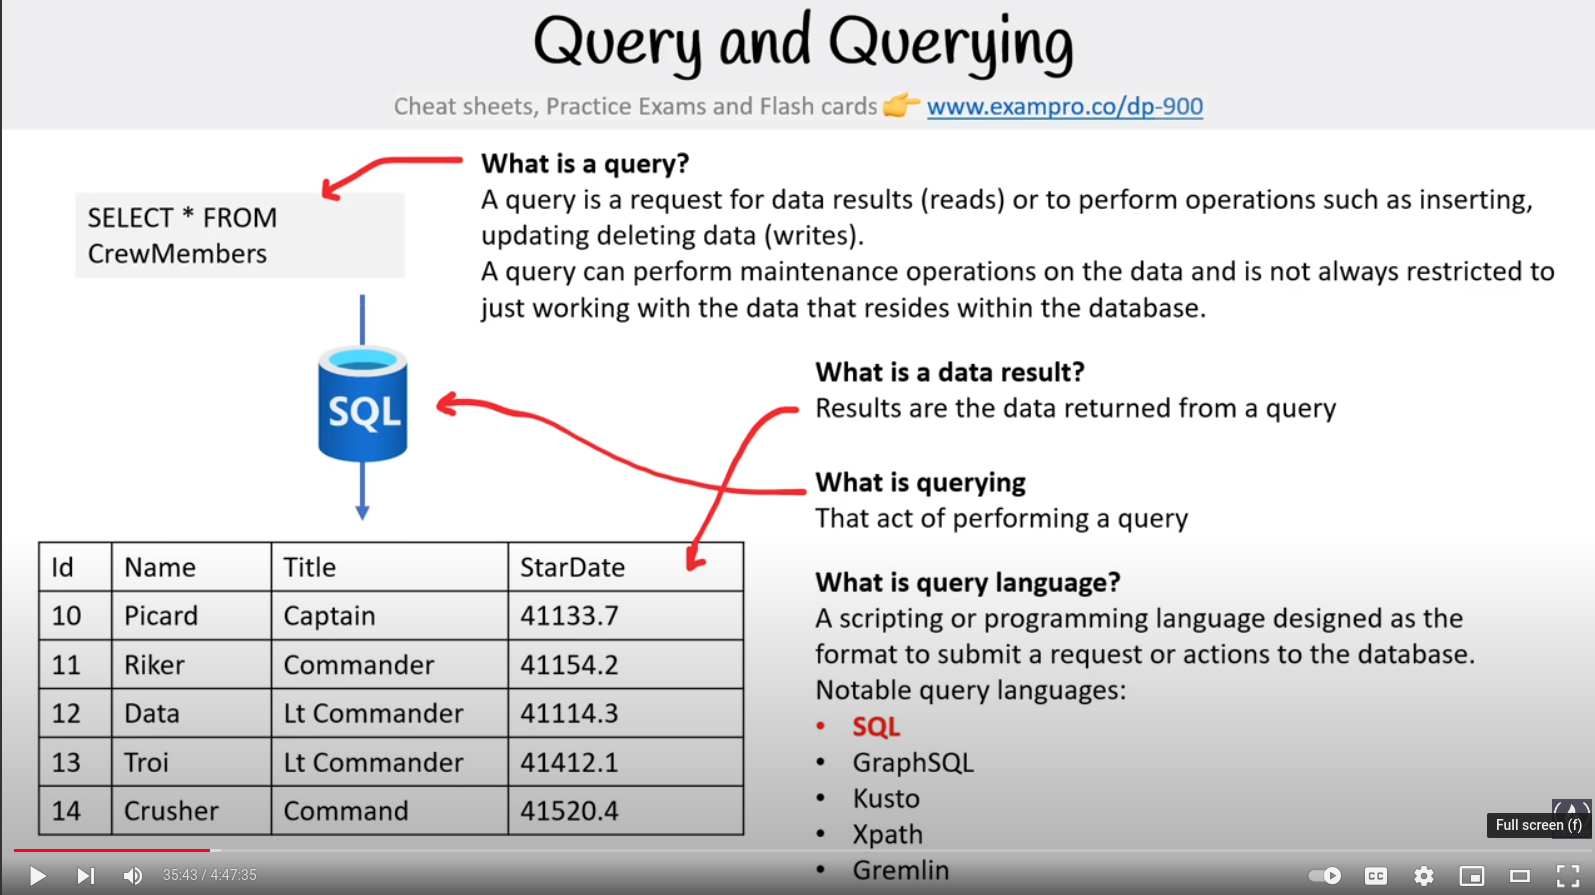 Query and Querying
Cheat sheets, Practice Exams and Flash cards 👉 www.exampro.co/dp-900
SELECT * FROM
CrewMembers
What is a query?
A query is a request for data results (reads) or to perform operations such as inserting,
updating deleting data (writes).
A query can perform maintenance operations on the data and is not always restricted to
just working with the data that resides within the database.
SQL
What is a data result?
Results are the data returned from a query
What is querying
That act of performing a query
Id Name Title StarDate
10 Picard Captain 41133.7
11 Riker Commander 41154.2
12 Data Lt Commander 41114.3
13 Troi Lt Commander 41412.1
14 Crusher Command 41520.4
What is query language?
A scripting or programming language designed as the
format to submit a request or actions to the database.
Notable query languages:
• SQL
• GraphSQL
• Kusto
• Xpath
• Gremlin
Full screen (f)
35:43 / 4:47:35
CC